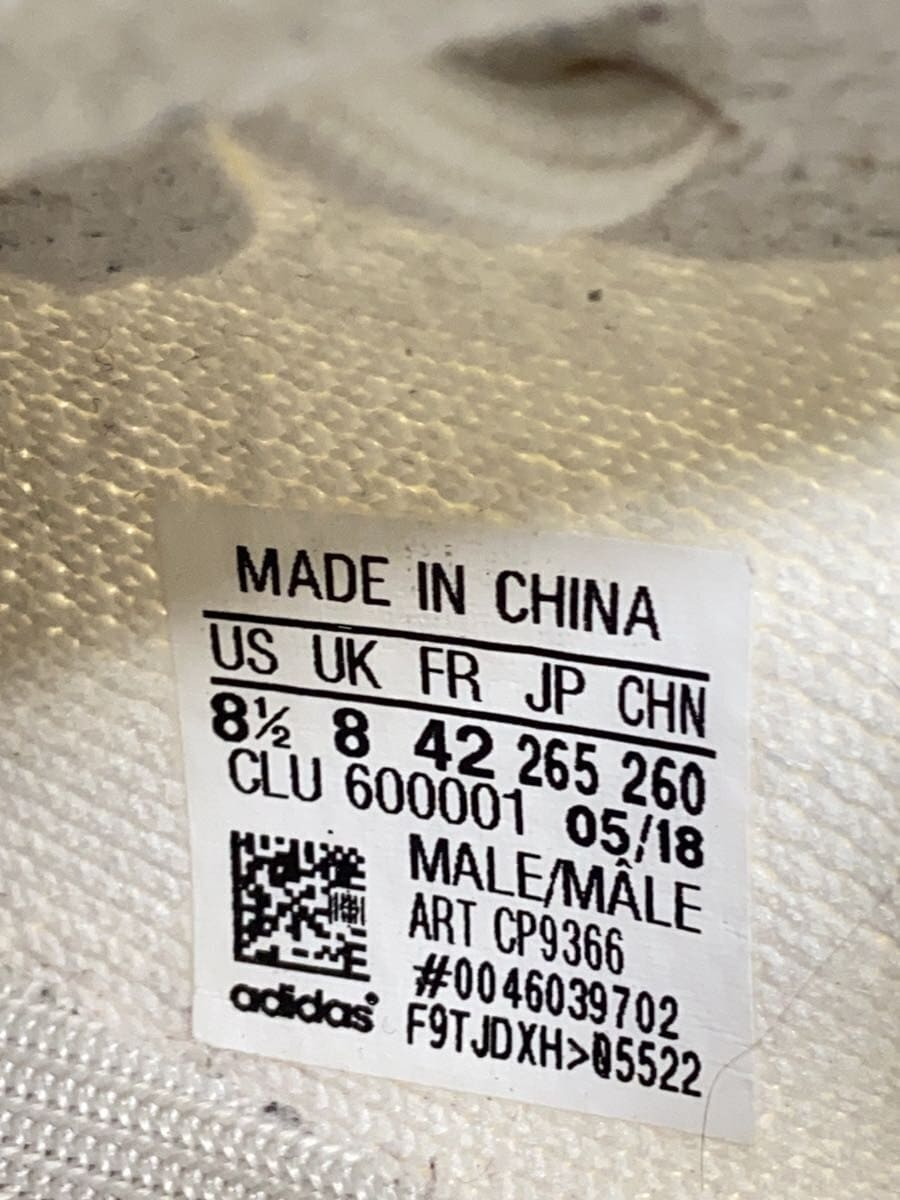 MADE IN CHINA
US UK FR JP CHN
8½ 8 42 265 260
CLU 600001 05/18
MALE/MÂLE
ART CP9366
#0046039702
F9TJDXH>Q5522
adidas®